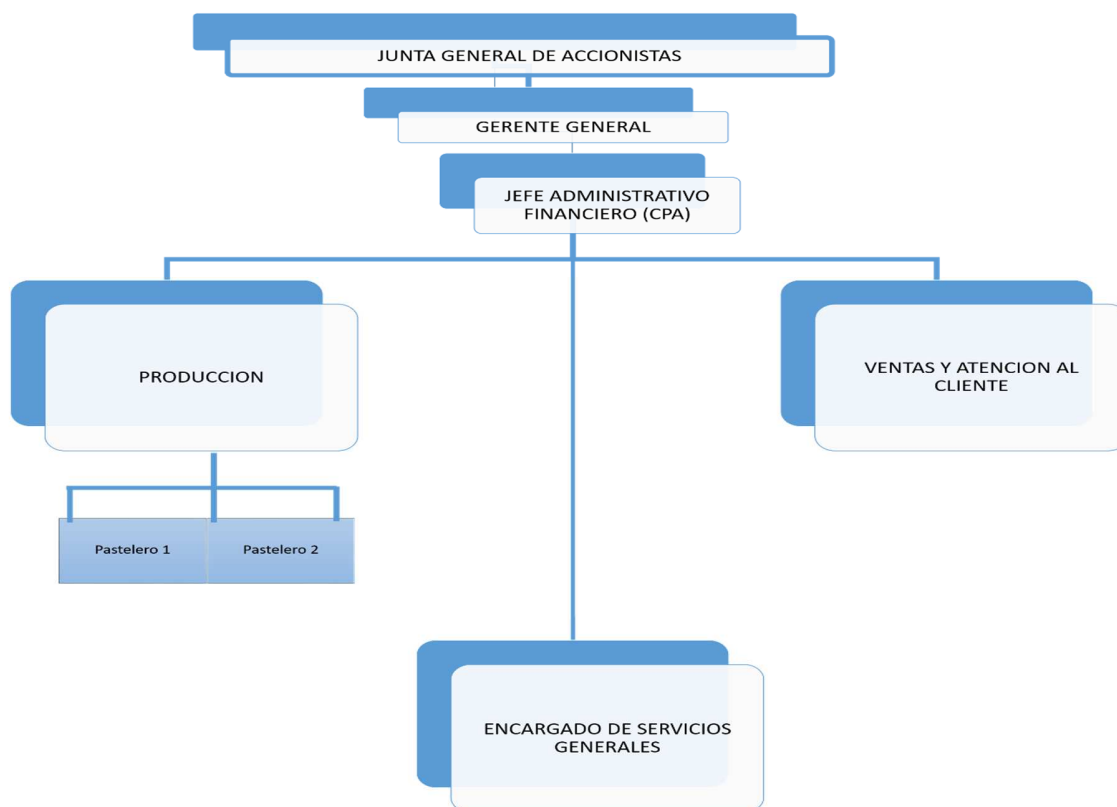 JUNTA GENERAL DE ACCIONISTAS
GERENTE GENERAL
JEFE ADMINISTRATIVO
FINANCIERO (CPA)
PRODUCCION
VENTAS Y ATENCION AL
CLIENTE
Pastelero 1
Pastelero 2
ENCARGADO DE SERVICIOS
GENERALES